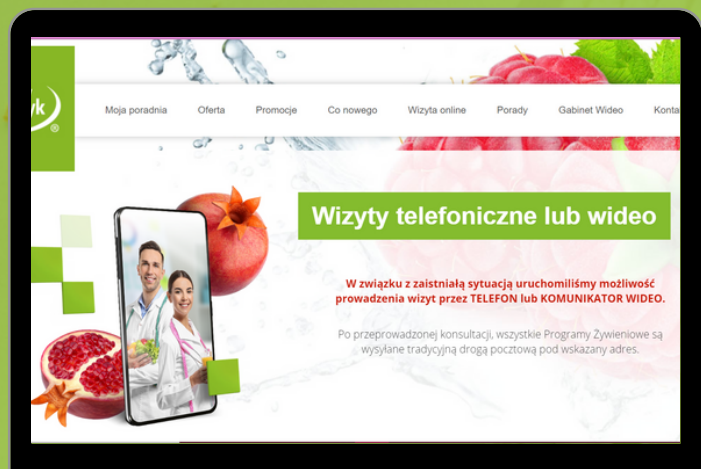 yk
®
Moja poradnia Oferta Promocje Co nowego Wizyta online Porady Gabinet Wideo Konta
Wizyty telefoniczne lub wideo
W związku z zaistniałą sytuacją uruchomiliśmy możliwość
prowadzenia wizyt przez TELEFON lub KOMUNIKATOR WIDEO.
Po przeprowadzonej konsultacji, wszystkie Programy Żywieniowe są
wysyłane tradycyjną drogą pocztową pod wskazany adres.